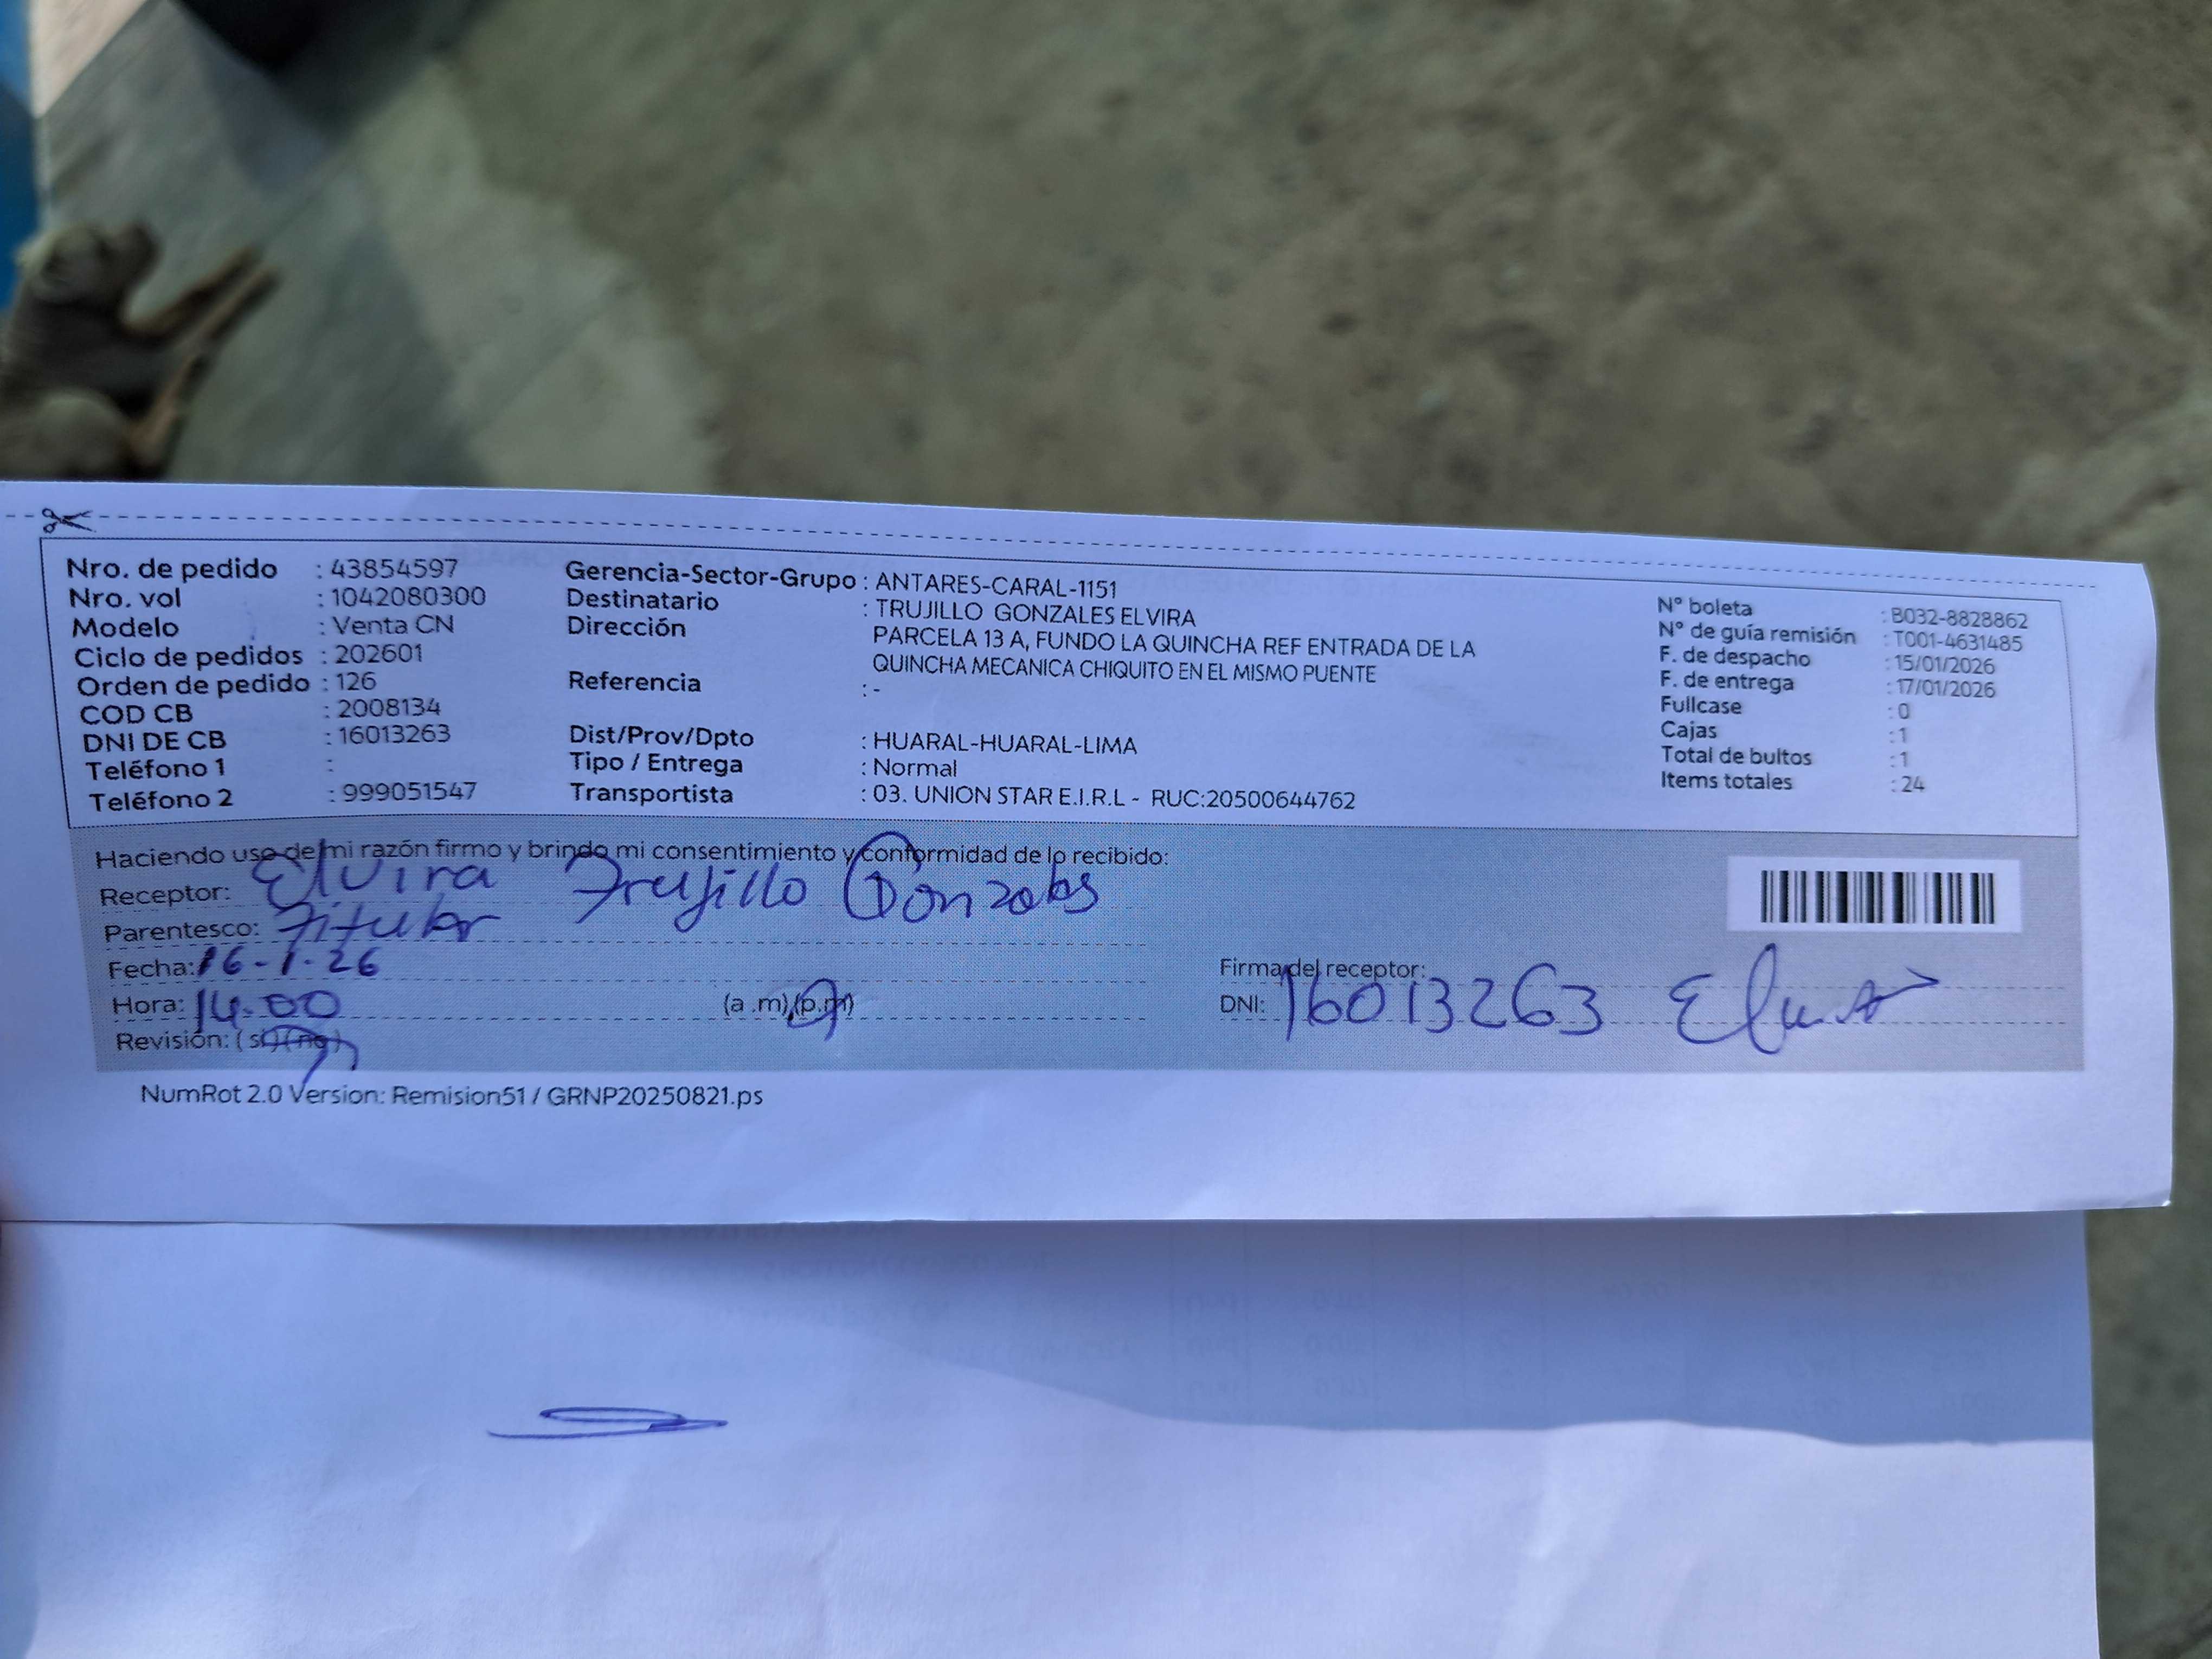 Nro. de pedido : 43854597
Nro. vol : 1042080300
Modelo : Venta CN
Ciclo de pedidos : 202601
Orden de pedido : 126
COD CB : 2008134
DNI DE CB : 16013263
Teléfono 1 :
Teléfono 2 : 999051547
Gerencia-Sector-Grupo : ANTARES-CARAL-1151
Destinatario : TRUJILLO GONZALES ELVIRA
Dirección PARCELA 13 A, FUNDO LA QUINCHA REF ENTRADA DE LA
QUINCHA MECANICA CHIQUITO EN EL MISMO PUENTE
Referencia : -
Dist/Prov/Dpto : HUARAL-HUARAL-LIMA
Tipo / Entrega : Normal
Transportista : 03. UNION STAR E.I.R.L - RUC:20500644762
N° boleta : B032-8828862
N° de guía remisión : T001-4631485
F. de despacho : 15/01/2026
F. de entrega : 17/01/2026
Fullcase : 0
Cajas : 1
Total de bultos : 1
Items totales : 24
Haciendo uso de mi razón firmo y brindo mi consentimiento y conformidad de lo recibido:
Receptor: Elvira Trujillo Gonzales
Parentesco: Titular
Fecha: 16-1-26
Hora: 14:00 (a .m) (p.m)
Revisión: ( si) ( no )
Firma del receptor:
DNI: 16013263
NumRot 2.0 Version: Remision51 / GRNP20250821.ps